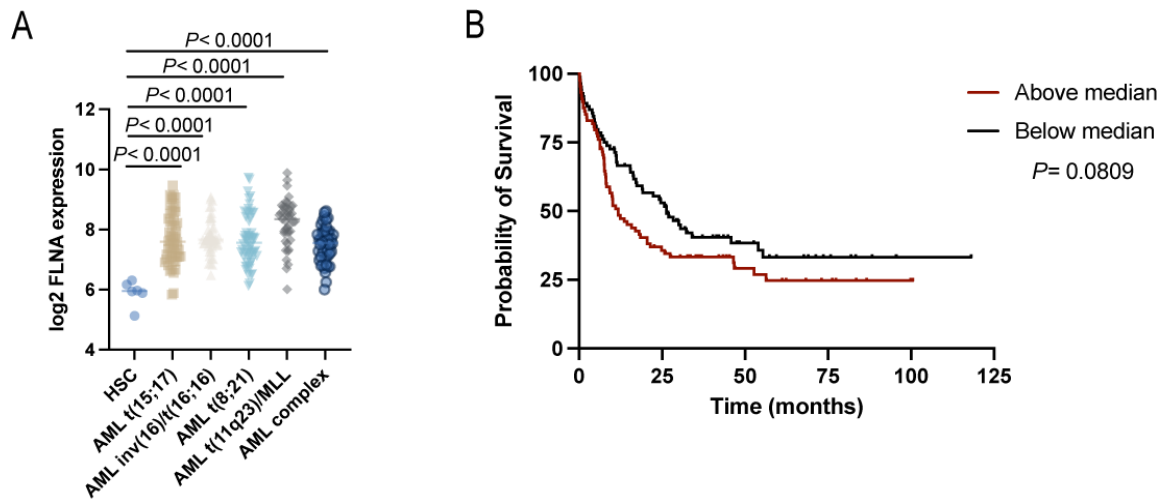 A
P< 0.0001
P< 0.0001
P< 0.0001
P< 0.0001
P< 0.0001
12
10
8
6
4
log2 FLNA expression
HSC
AML t(15;17)
AML inv(16)/t(16;16)
AML t(8;21)
AML t(11q23)/MLL
AML complex
B
100
75
50
25
0
Probability of Survival
0 25 50 75 100 125
Time (months)
Above median
Below median
P= 0.0809